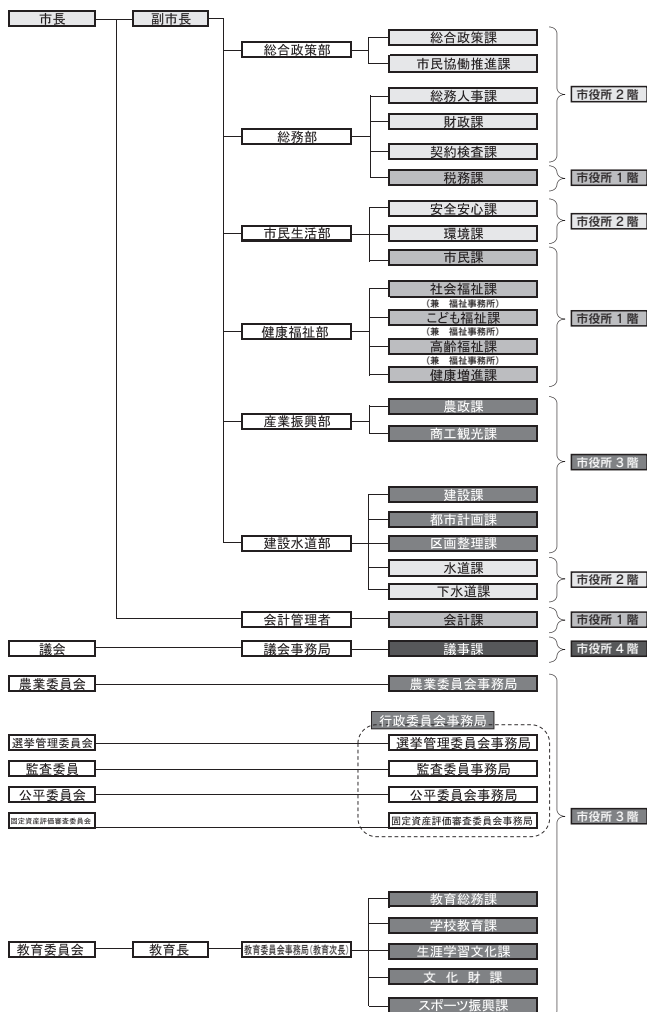 市長
副市長
総合政策部
総合政策課
市民協働推進課
総務部
総務人事課
財政課
契約検査課
市役所２階
税務課
市役所１階
市民生活部
安全安心課
環境課
市役所２階
市民課
健康福祉部
社会福祉課
（兼　福祉事務所）
こども福祉課
（兼　福祉事務所）
高齢福祉課
（兼　福祉事務所）
健康増進課
市役所１階
産業振興部
農政課
商工観光課
市役所３階
建設水道部
建設課
都市計画課
区画整理課
水道課
下水道課
市役所２階
会計管理者
会計課
市役所１階
議会
議会事務局
議事課
市役所４階
農業委員会
農業委員会事務局
行政委員会事務局
選挙管理委員会
選挙管理委員会事務局
監査委員
監査委員事務局
公平委員会
公平委員会事務局
固定資産評価審査委員会
固定資産評価審査委員会事務局
市役所３階
教育委員会
教育長
教育委員会事務局（教育次長）
教育総務課
学校教育課
生涯学習文化課
文化財課
スポーツ振興課